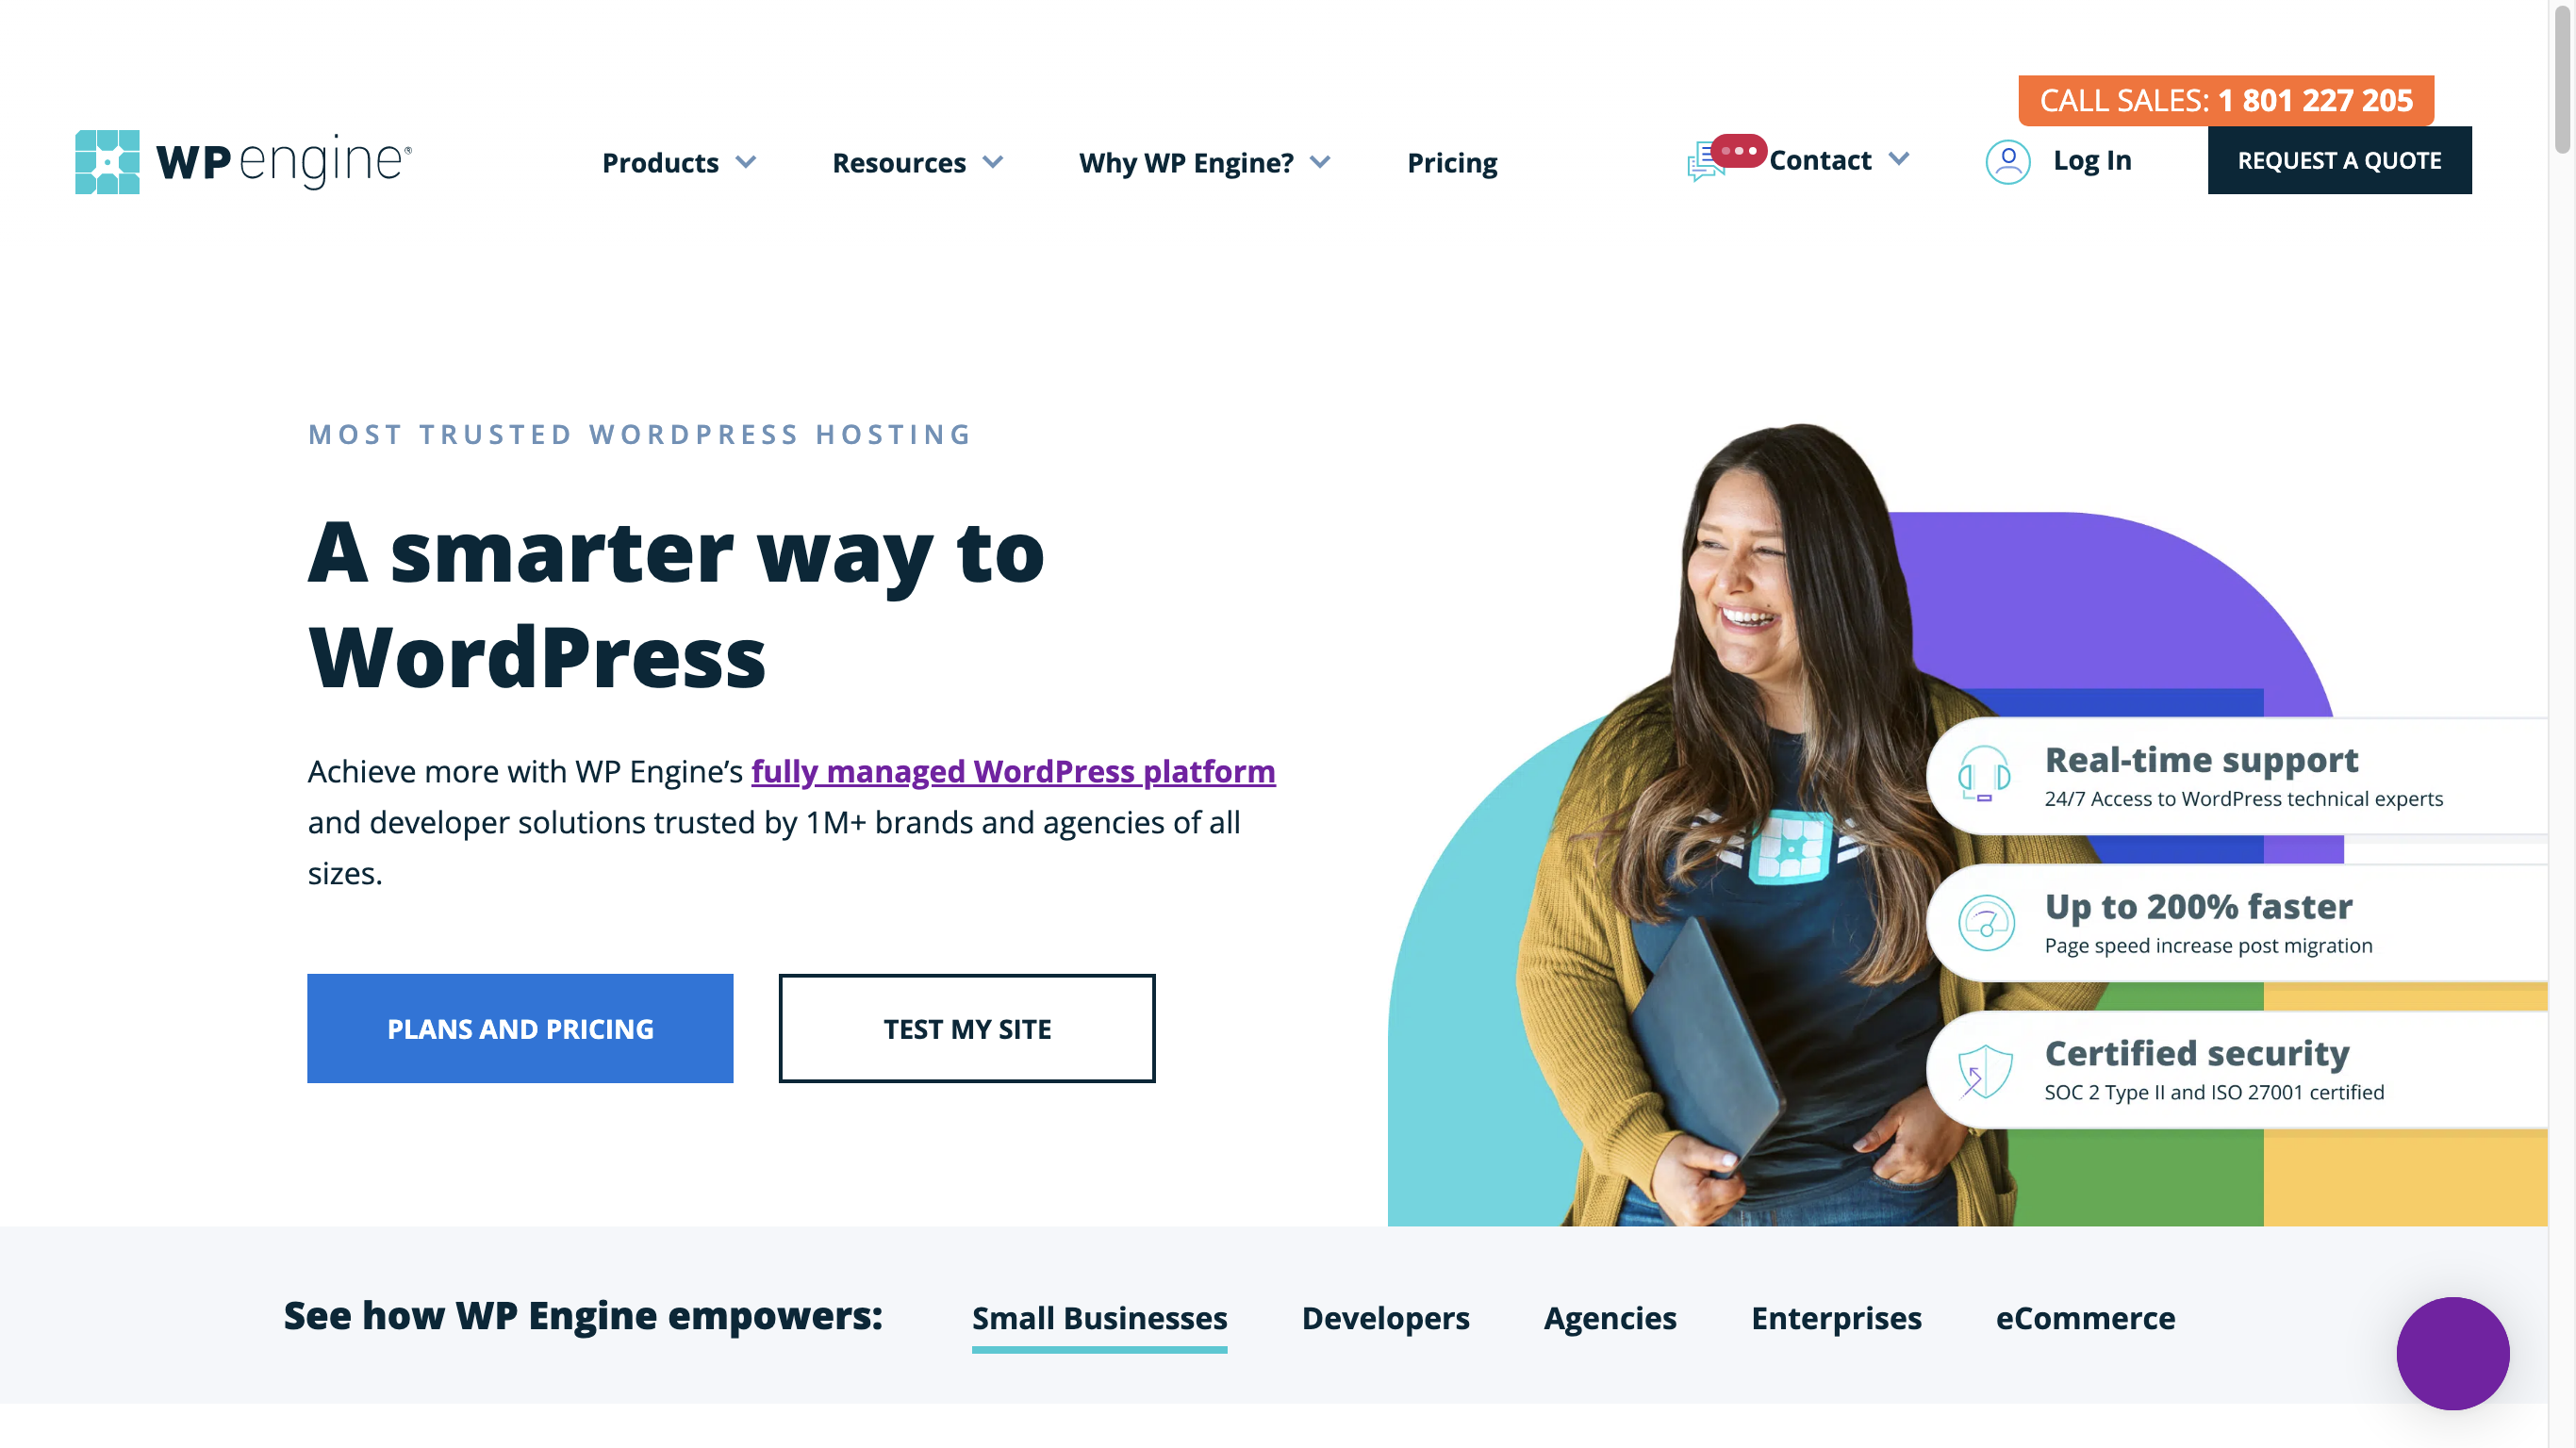 CALL SALES: 1 801 227 205
WP engine®
Products
Resources
Why WP Engine?
Pricing
Contact
Log In
REQUEST A QUOTE
MOST TRUSTED WORDPRESS HOSTING
A smarter way to
WordPress
Achieve more with WP Engine’s fully managed WordPress platform
and developer solutions trusted by 1M+ brands and agencies of all
sizes.
PLANS AND PRICING
TEST MY SITE
Real-time support
24/7 Access to WordPress technical experts
Up to 200% faster
Page speed increase post migration
Certified security
SOC 2 Type II and ISO 27001 certified
See how WP Engine empowers:
Small Businesses
Developers
Agencies
Enterprises
eCommerce